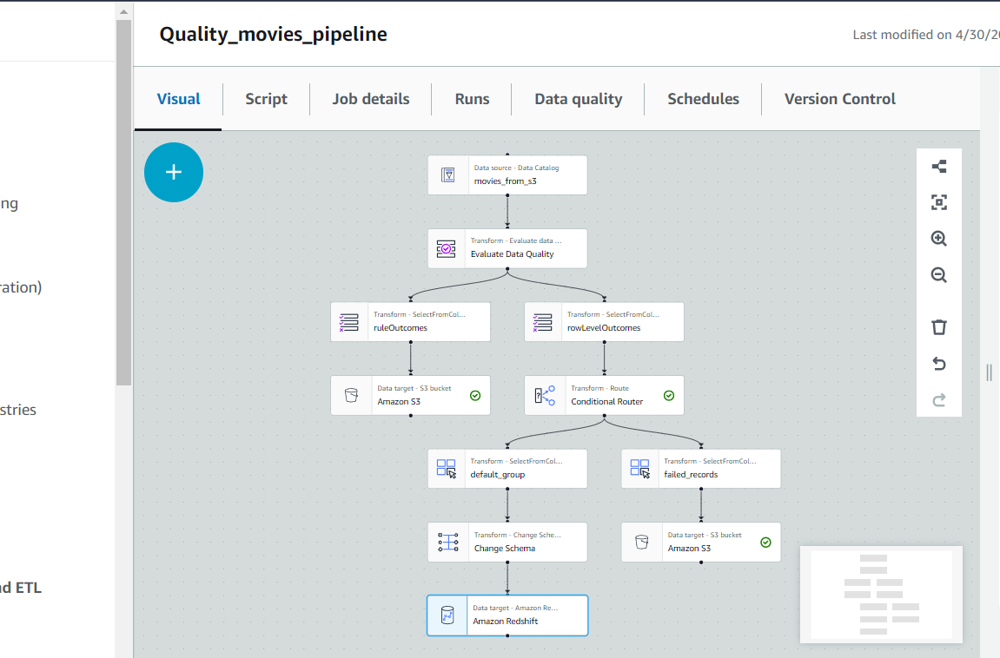 Quality_movies_pipeline
Last modified on 4/30/20
Visual
Script
Job details
Runs
Data quality
Schedules
Version Control
ng
ration)
stries
d ETL
Data source - Data Catalog
movies_from_s3
Transform - Evaluate data ...
Evaluate Data Quality
Transform - SelectFromCol...
ruleOutcomes
Transform - SelectFromCol...
rowLevelOutcomes
Data target - S3 bucket
Amazon S3
Transform - Route
Conditional Router
Transform - SelectFromCol...
default_group
Transform - SelectFromCol...
failed_records
Transform - Change Sche...
Change Schema
Data target - S3 bucket
Amazon S3
Data target - Amazon Re...
Amazon Redshift